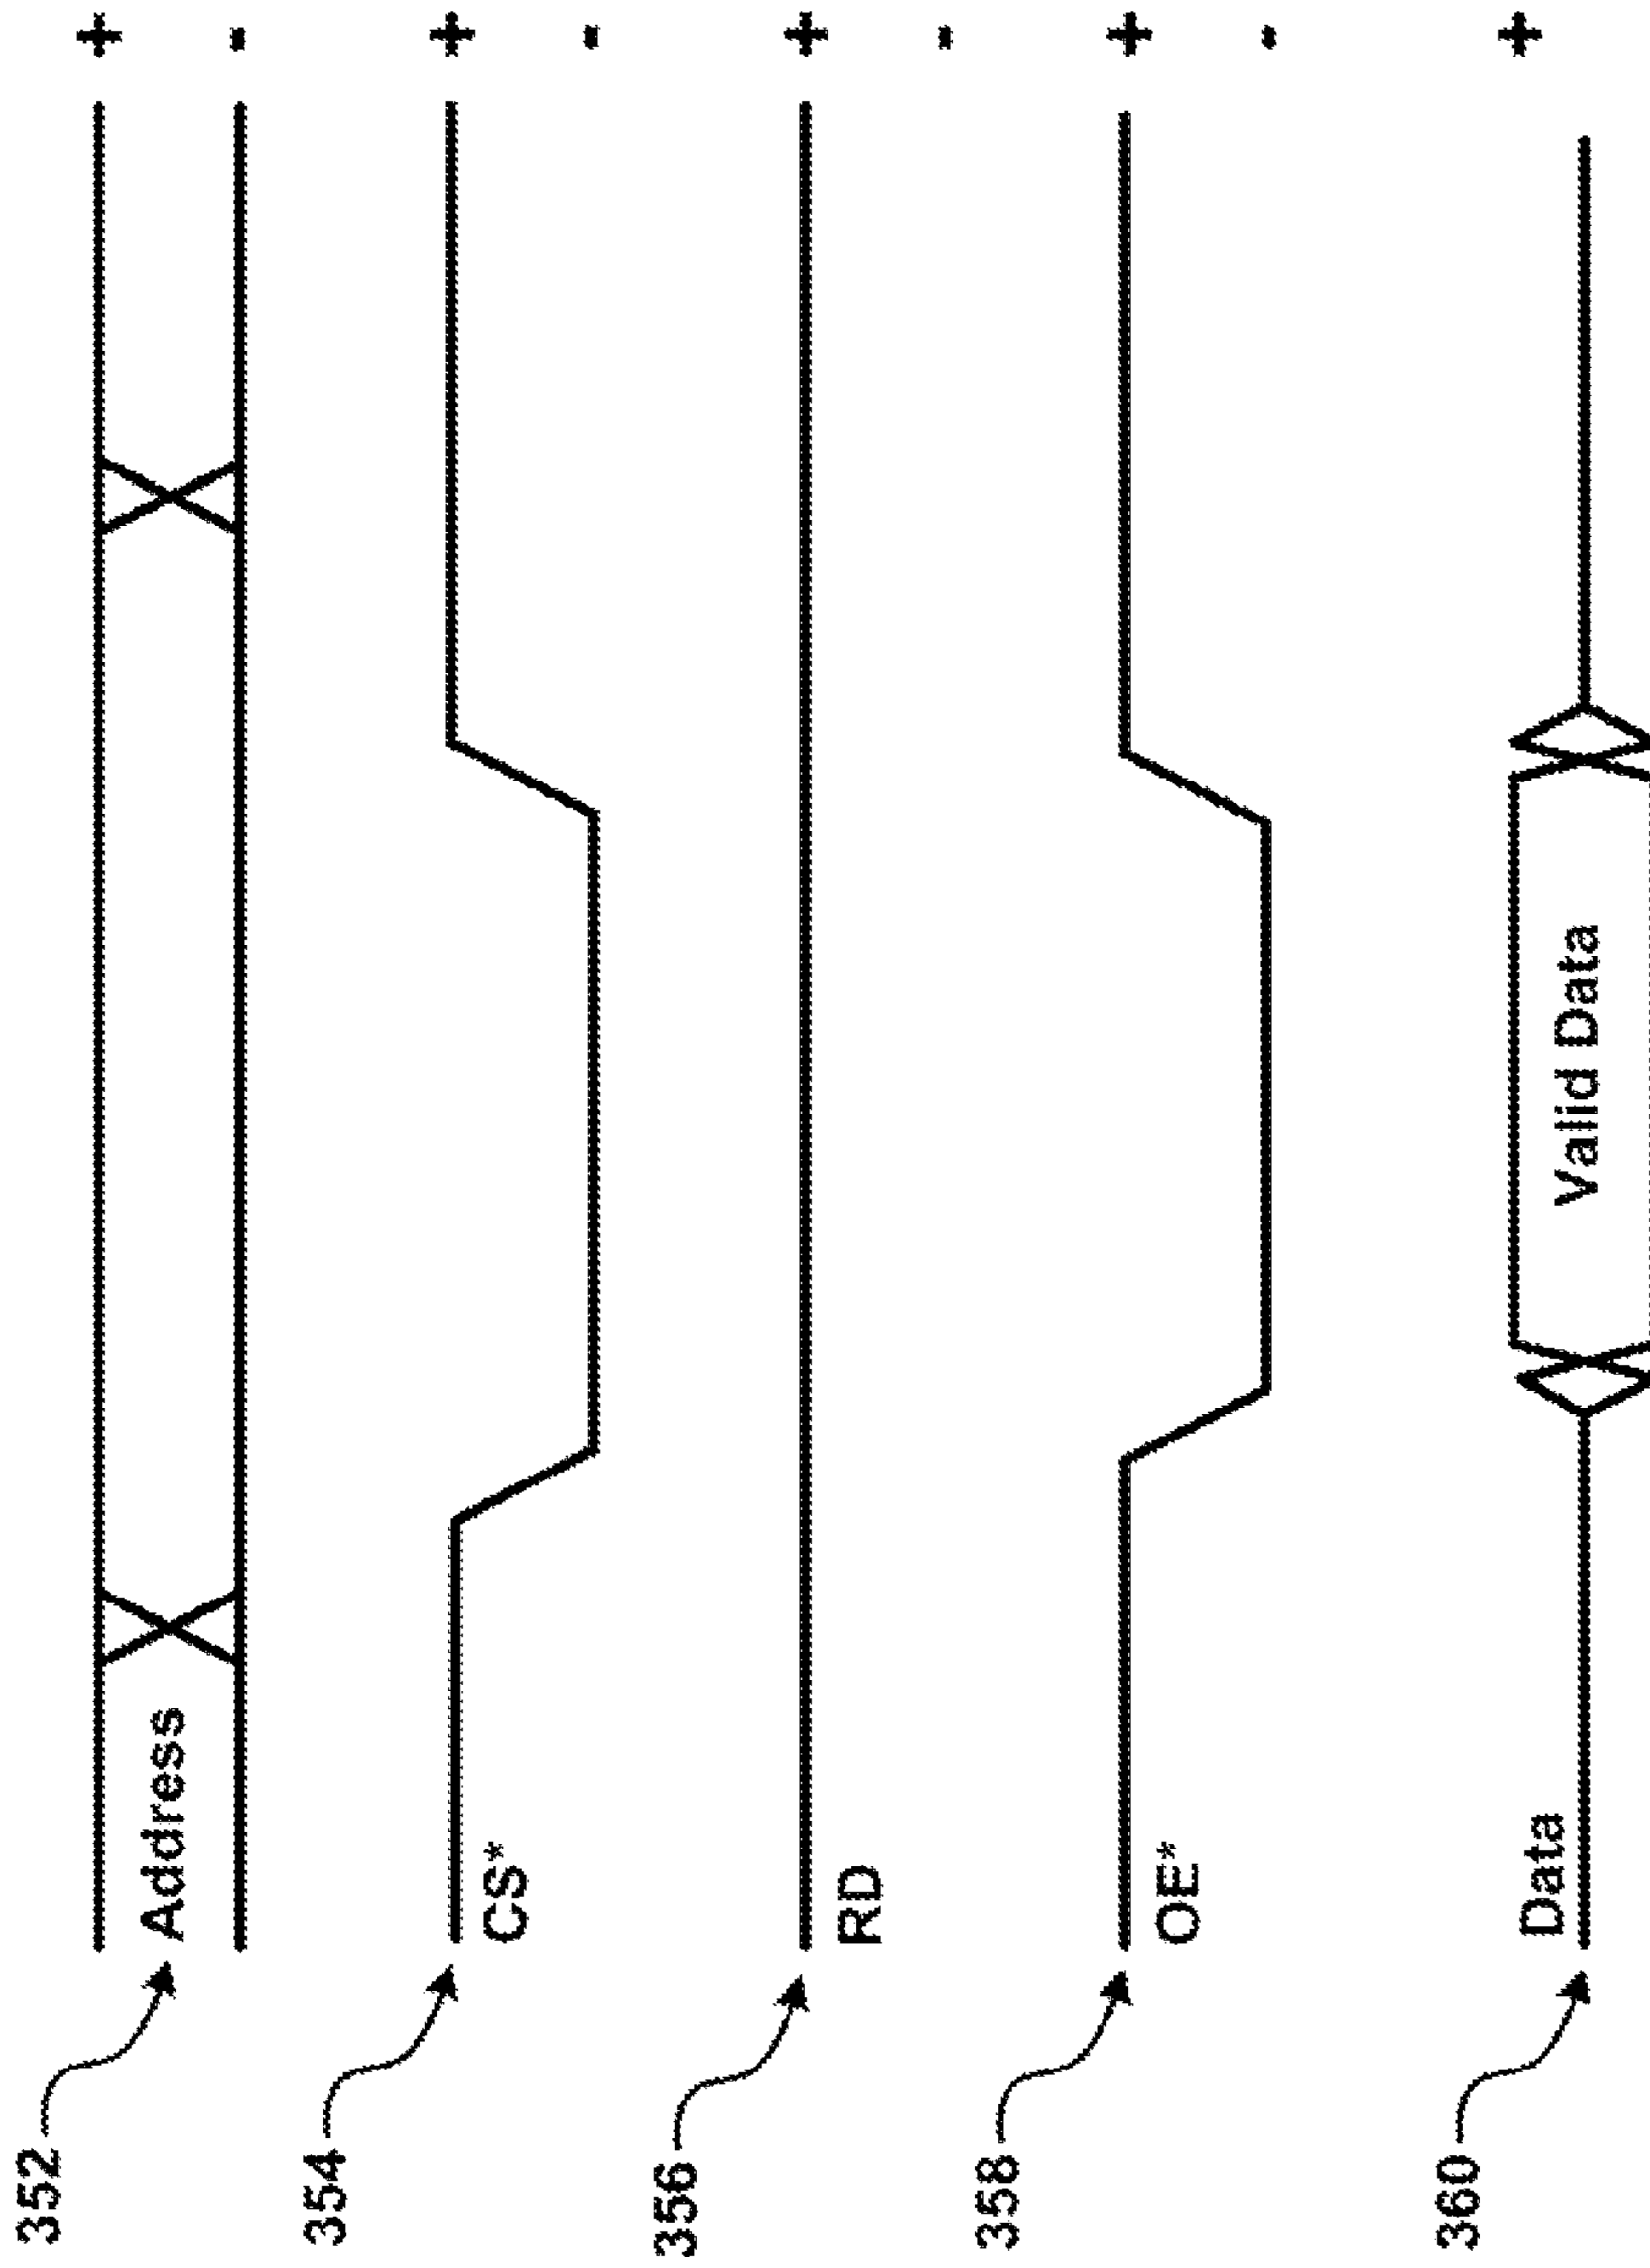 352
Address
+
-
354
CS*
+
-
356
RD
+
-
358
OE*
+
-
360
Data
Valid Data
+